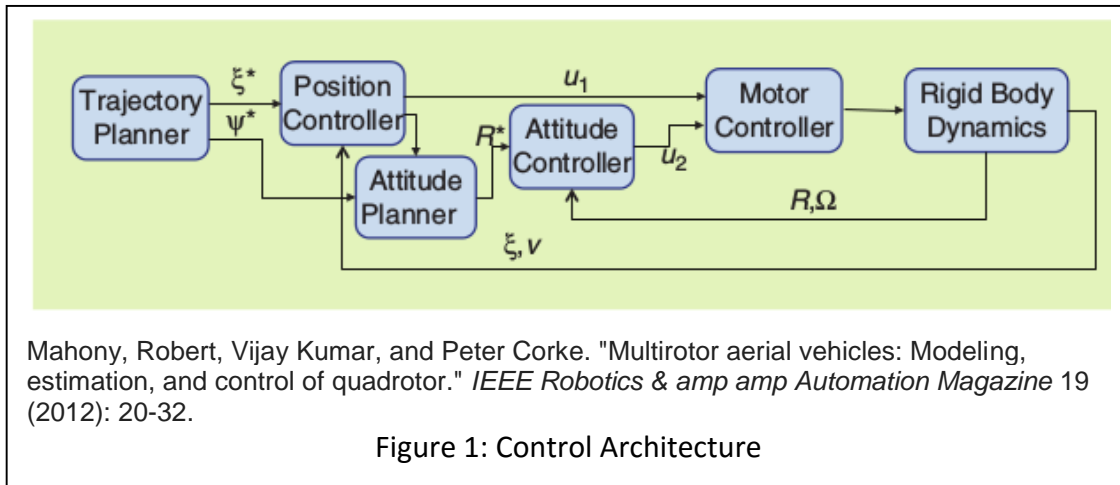 ξ*
ψ*
Trajectory
Planner
Position
Controller
u1
Attitude
Planner
R*
Attitude
Controller
u2
Motor
Controller
Rigid Body
Dynamics
R,Ω
ξ, v
Mahony, Robert, Vijay Kumar, and Peter Corke. "Multirotor aerial vehicles: Modeling,
estimation, and control of quadrotor." IEEE Robotics & amp amp Automation Magazine 19
(2012): 20-32.
Figure 1: Control Architecture